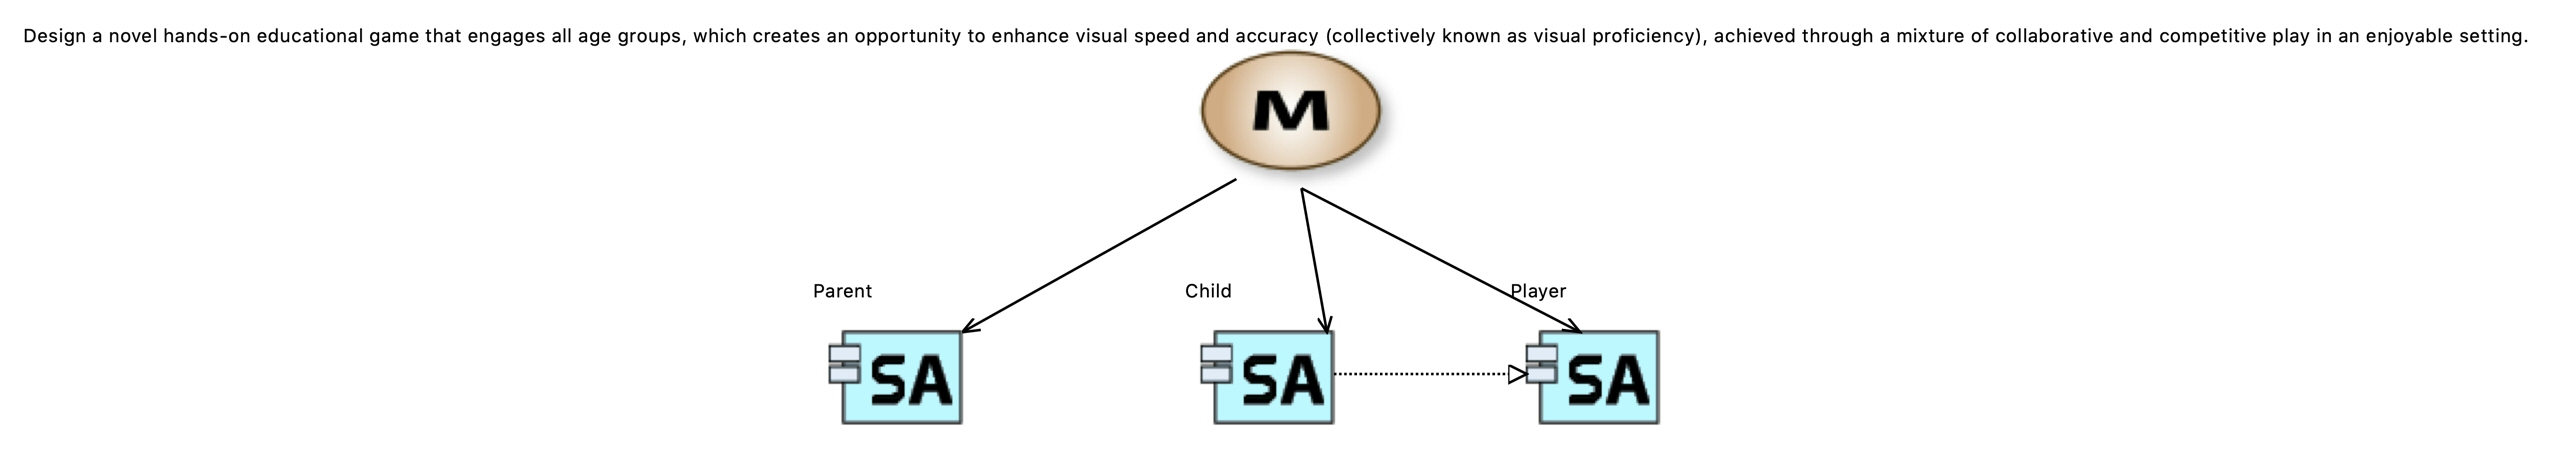 Design a novel hands-on educational game that engages all age groups, which creates an opportunity to enhance visual speed and accuracy (collectively known as visual proficiency), achieved through a mixture of collaborative and competitive play in an enjoyable setting.
M
Parent Child Player
SA SA SA